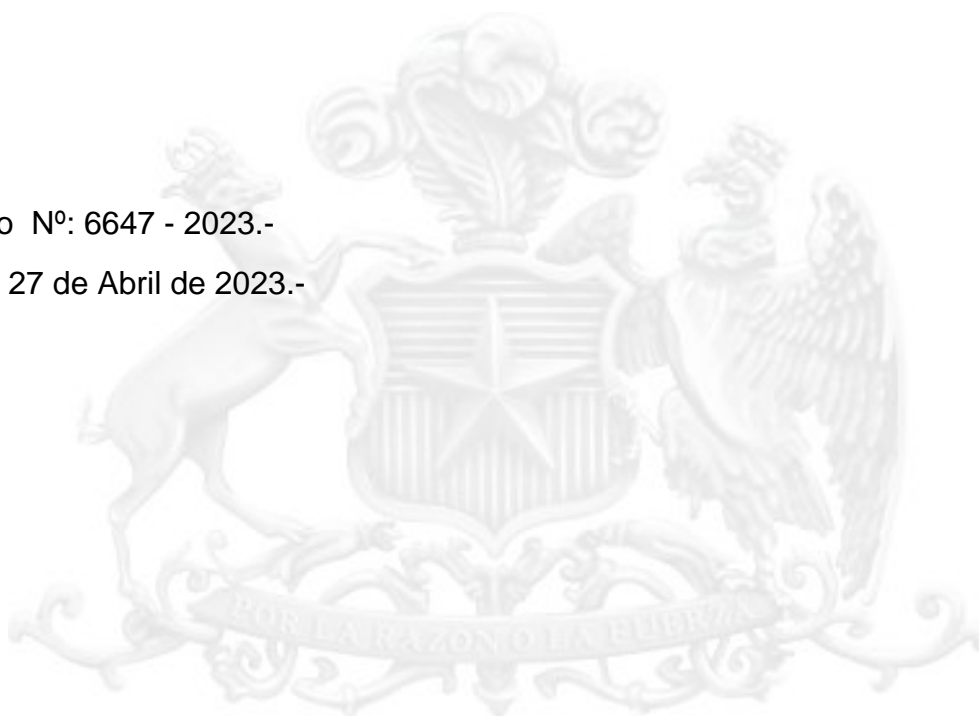 o Nº: 6647 - 2023.-
27 de Abril de 2023.-
POR LA RAZON O LA FUERZA